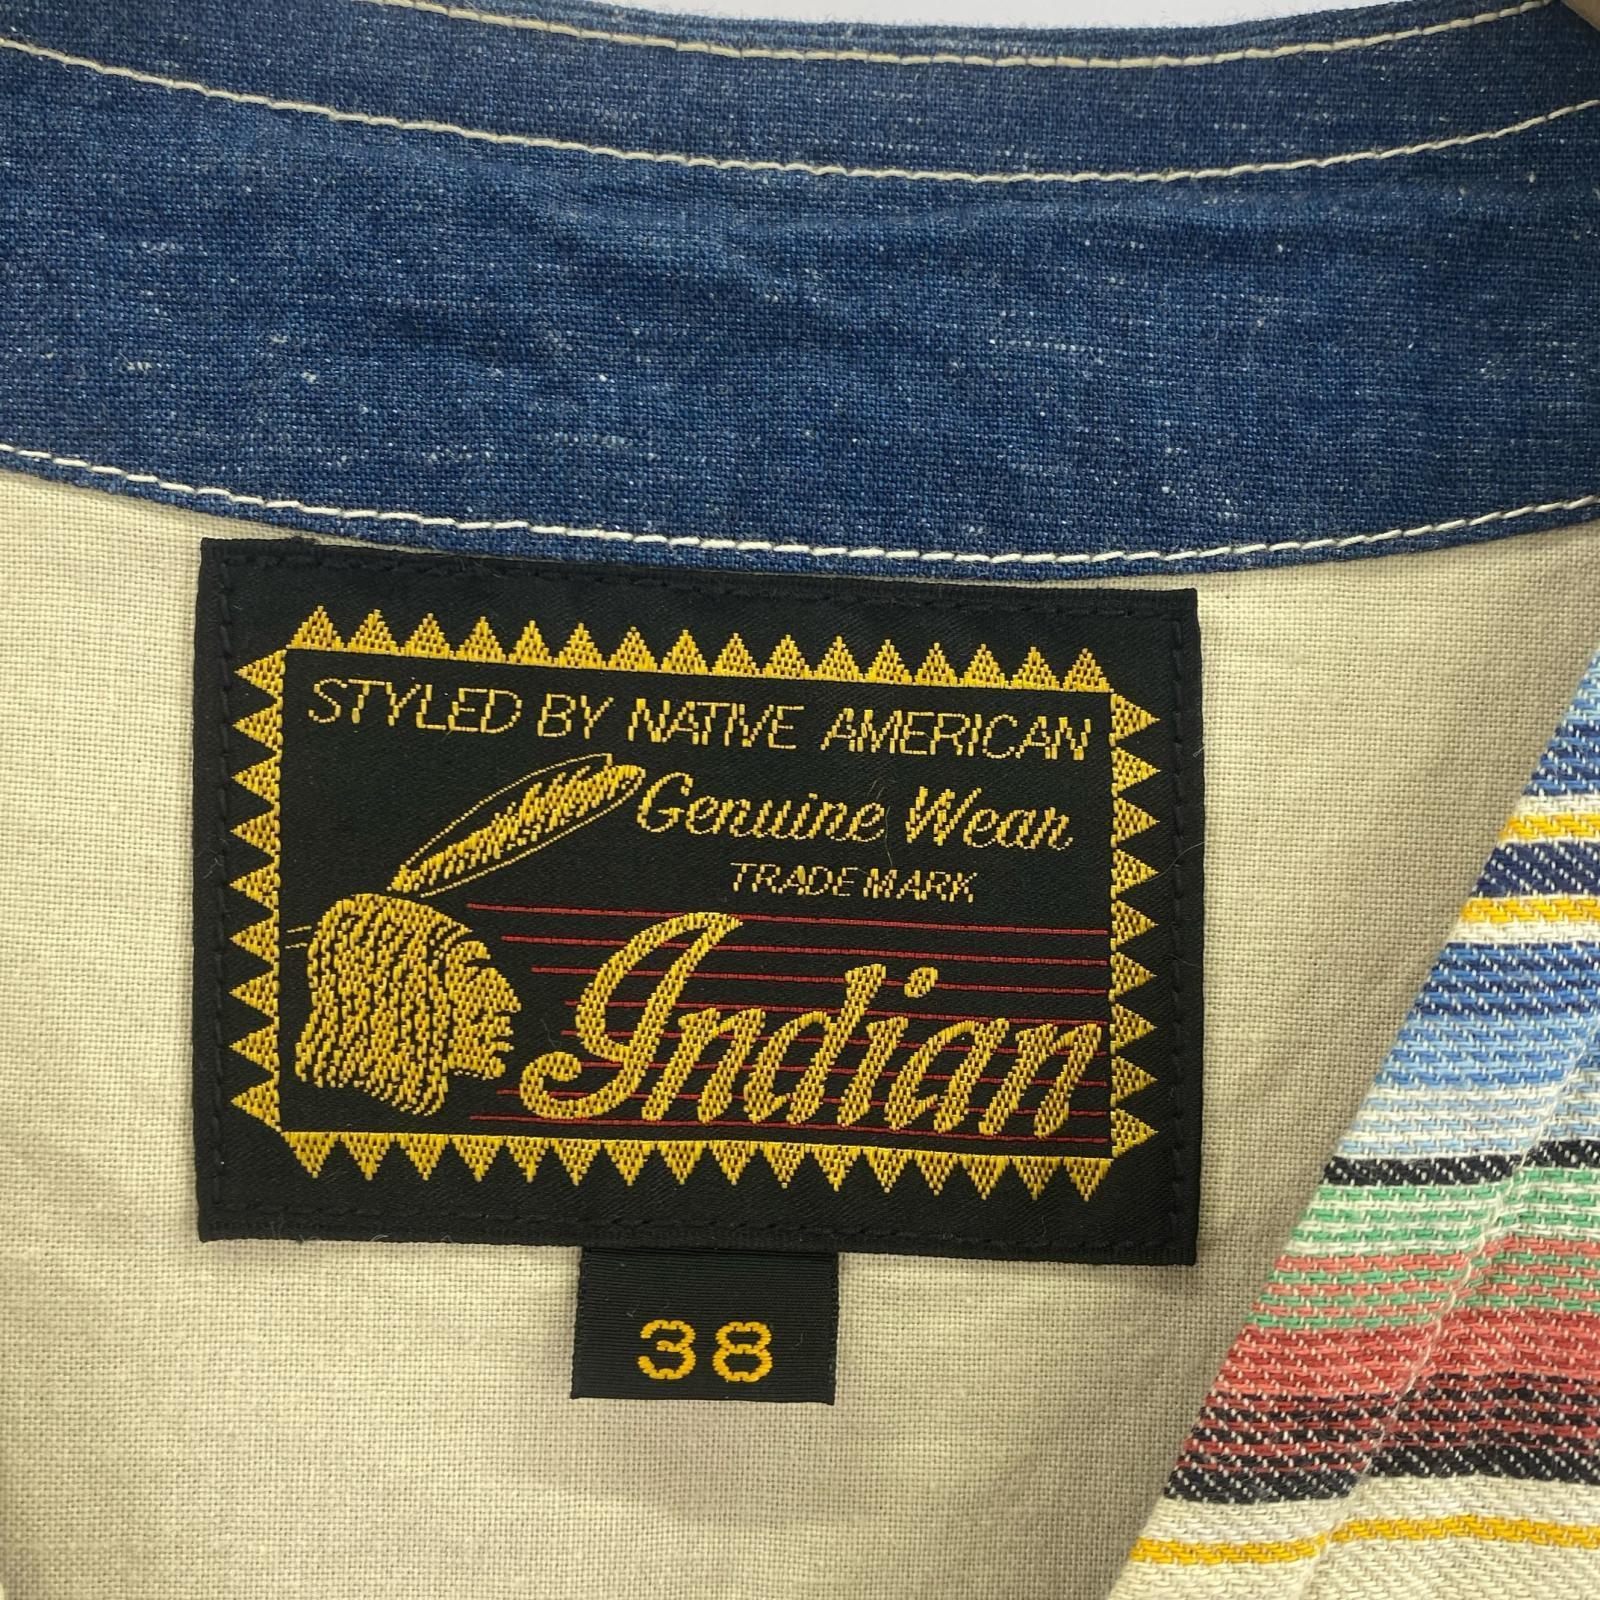 STYLED BY NATIVE AMERICAN
Genuine Wear
TRADE MARK
Indian
38